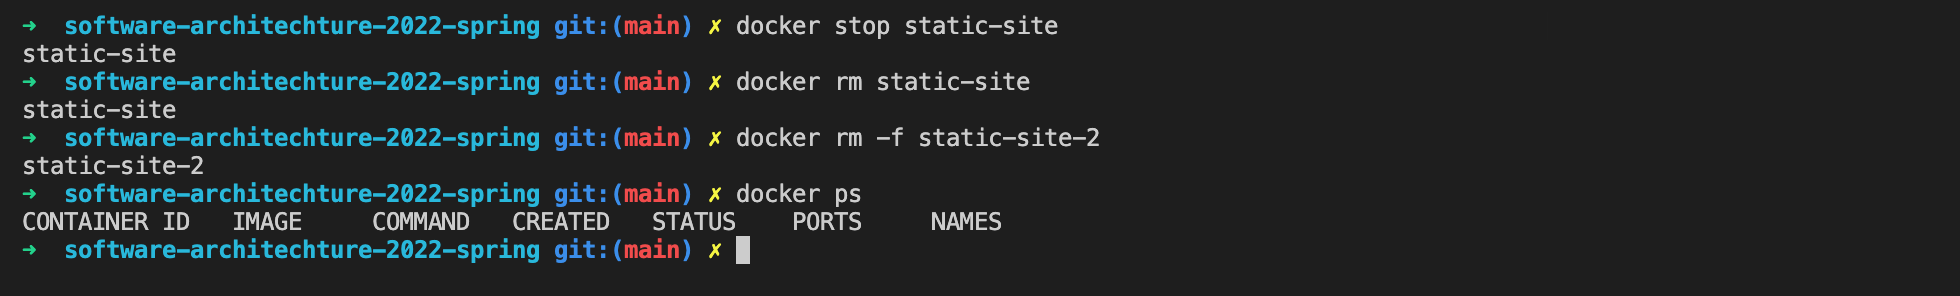 ➜  software-architechture-2022-spring git:(main) ✗ docker stop static-site
static-site
➜  software-architechture-2022-spring git:(main) ✗ docker rm static-site
static-site
➜  software-architechture-2022-spring git:(main) ✗ docker rm -f static-site-2
static-site-2
➜  software-architechture-2022-spring git:(main) ✗ docker ps
CONTAINER ID   IMAGE     COMMAND   CREATED   STATUS    PORTS     NAMES
➜  software-architechture-2022-spring git:(main) ✗